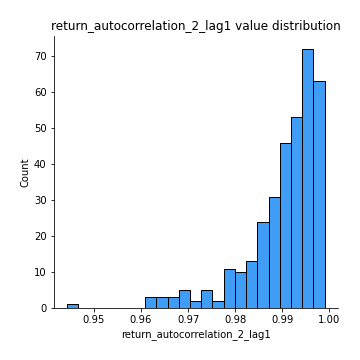 return_autocorrelation_2_lag1 value distribution
70
60
50
40
30
20
10
0
Count
0.95 0.96 0.97 0.98 0.99 1.00
return_autocorrelation_2_lag1